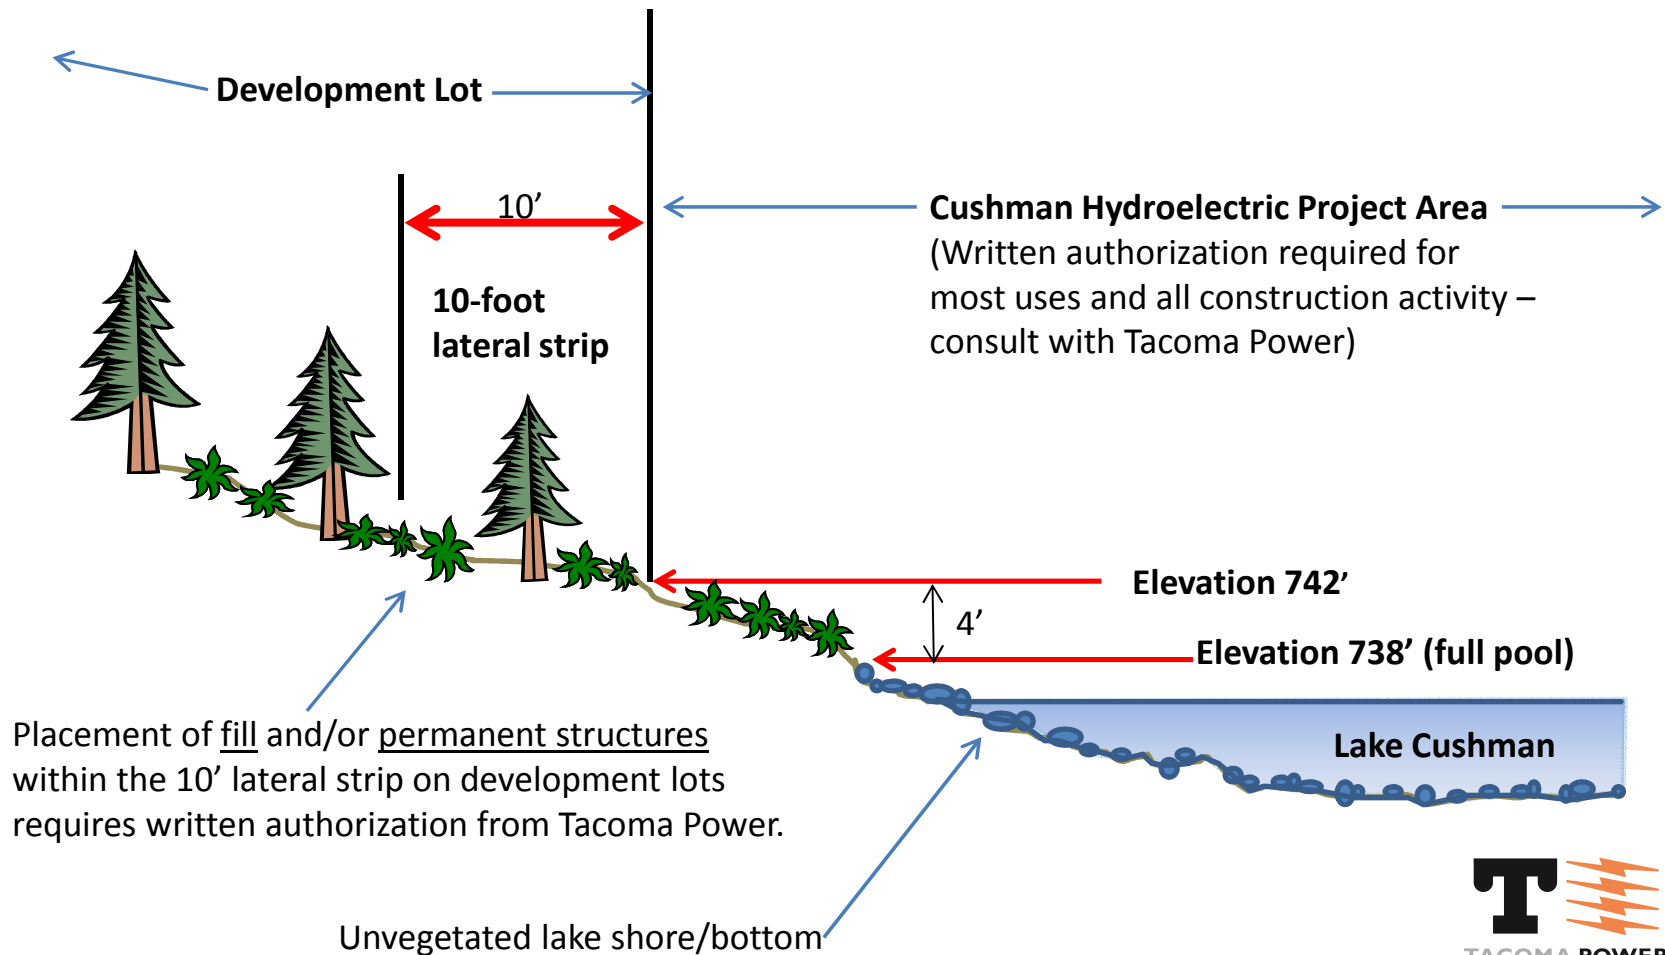 Development Lot
10’
10-foot
lateral strip
Cushman Hydroelectric Project Area
(Written authorization required for
most uses and all construction activity –
consult with Tacoma Power)
Elevation 742’
4’
Elevation 738’ (full pool)
Lake Cushman
Placement of fill and/or permanent structures
within the 10’ lateral strip on development lots
requires written authorization from Tacoma Power.
Unvegetated lake shore/bottom
T
TACOMA POWER